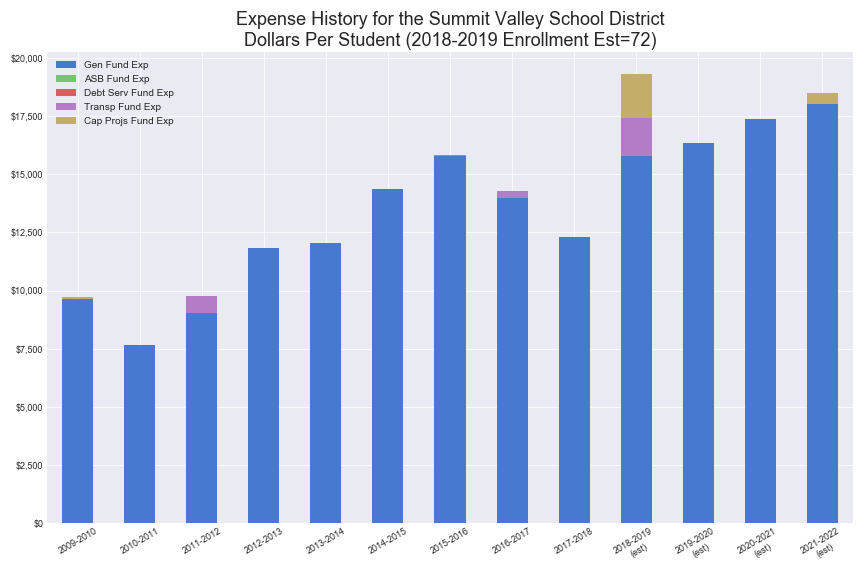 Expense History for the Summit Valley School District
Dollars Per Student (2018-2019 Enrollment Est=72)
Gen Fund Exp
ASB Fund Exp
Debt Serv Fund Exp
Transp Fund Exp
Cap Projs Fund Exp
$20,000
$17,500
$15,000
$12,500
$10,000
$7,500
$5,000
$2,500
$0
2009-2010
2010-2011
2011-2012
2012-2013
2013-2014
2014-2015
2015-2016
2016-2017
2017-2018
2018-2019
(est)
2019-2020
(est)
2020-2021
(est)
2021-2022
(est)